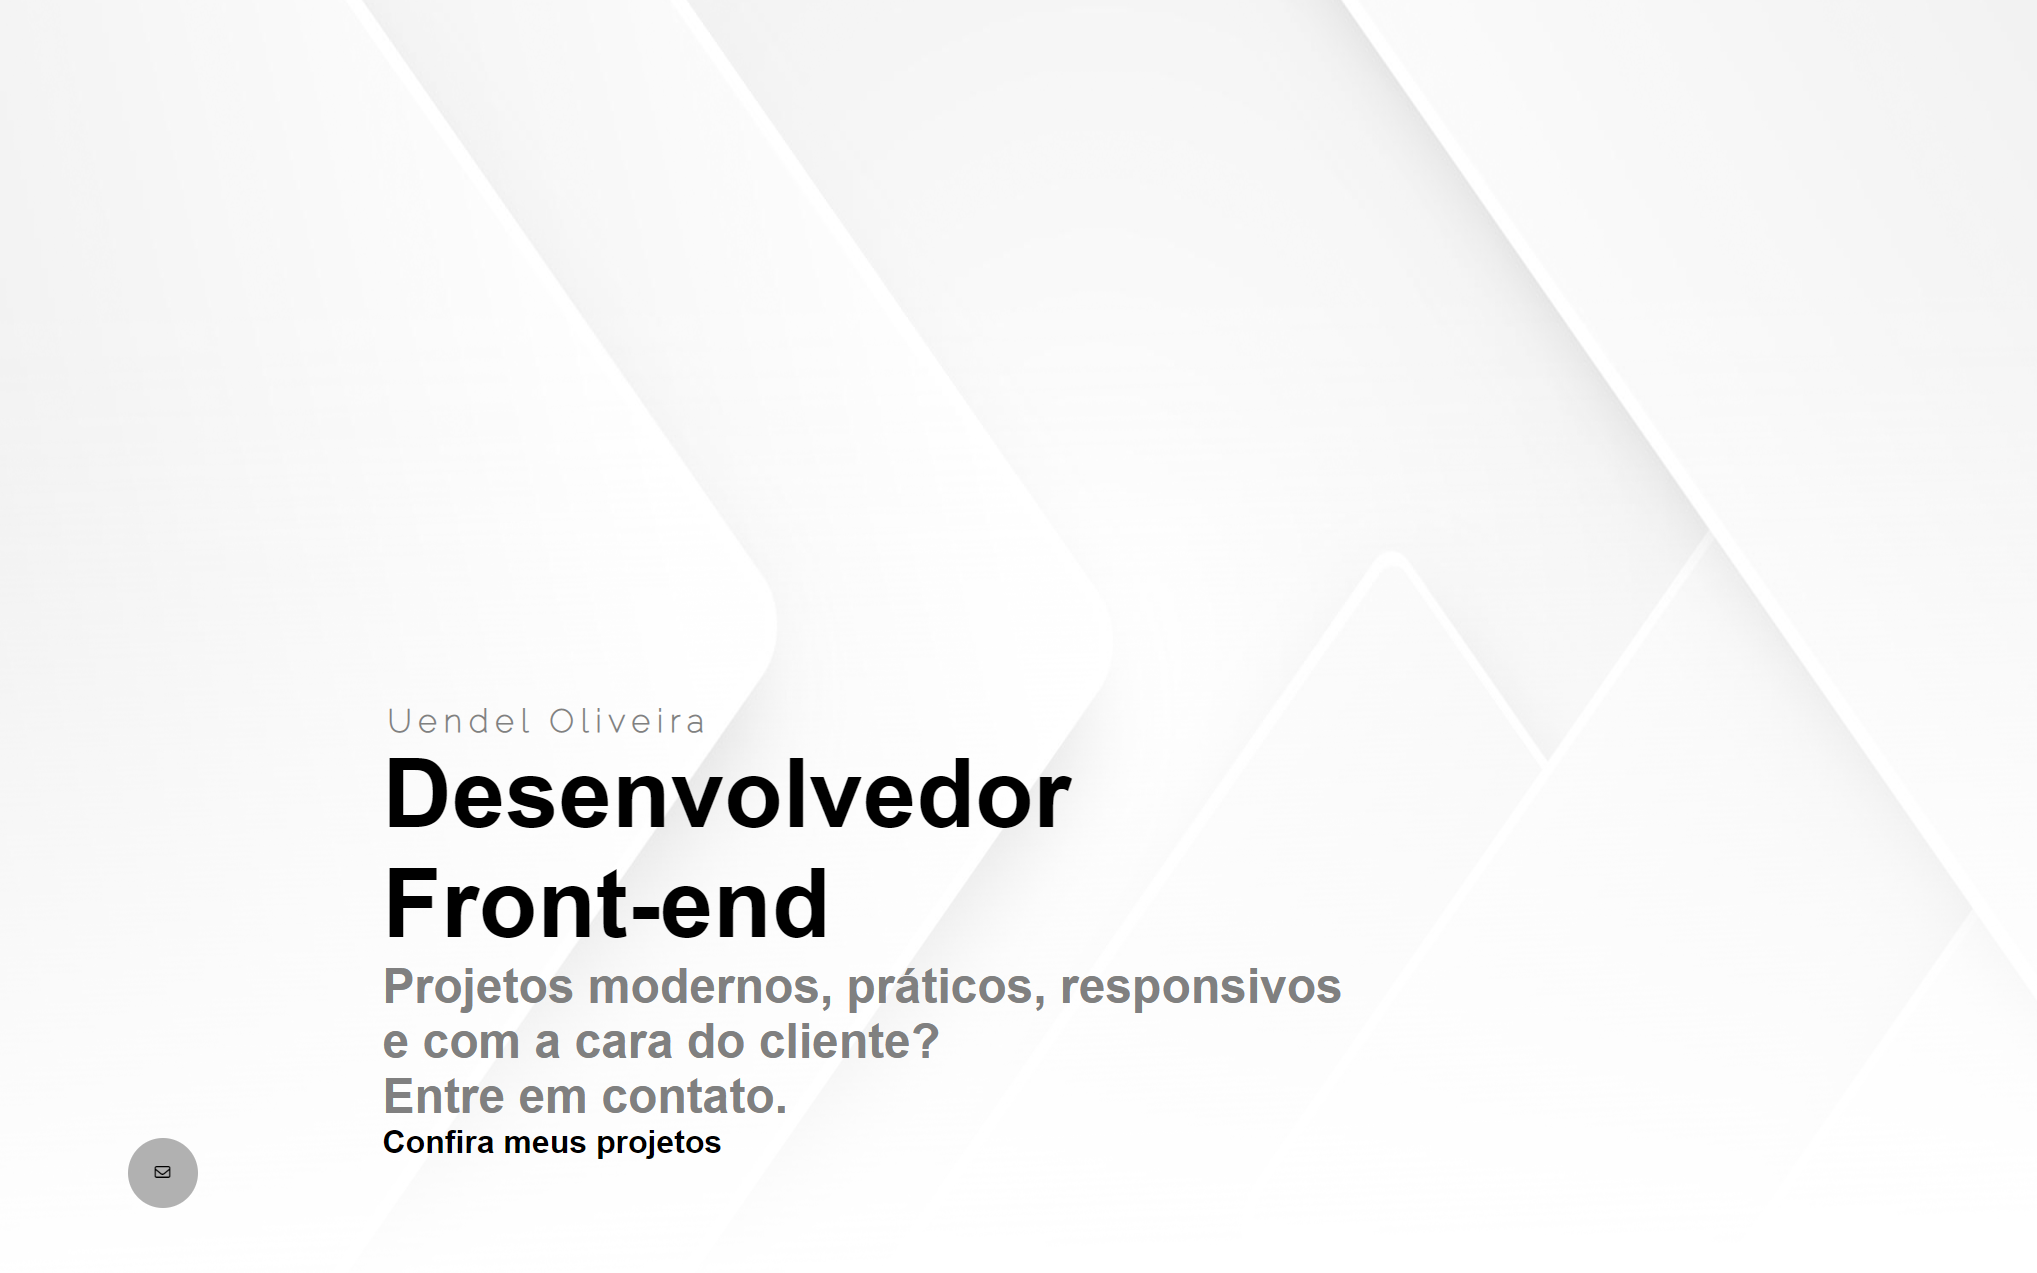 Uendel Oliveira
Desenvolvedor
Front-end
Projetos modernos, práticos, responsivos
e com a cara do cliente?
Entre em contato.
Confira meus projetos